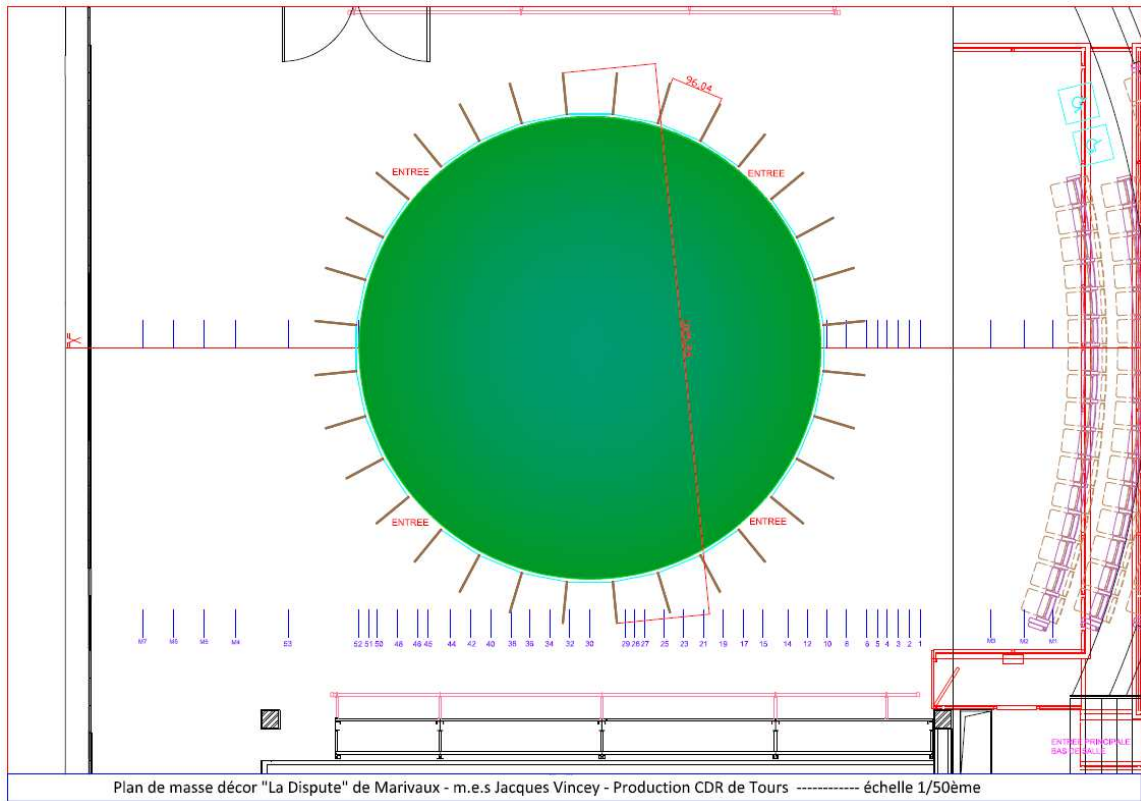 96.04
ENTREE
ENTREE
ENTREE
ENTREE
M7 M4 53 52 51 50 48 46 45 44 42 40 38 36 34 32 30 29 28 27 25 23 21 19 17 15 14 12 10 8 6 5 4 3 2 1 M3 M2 M1
ENTREE PRINCIPALE
BAS DE SALLE
Plan de masse décor "La Dispute" de Marivaux - m.e.s Jacques Vincey - Production CDR de Tours ------------ échelle 1/50ème